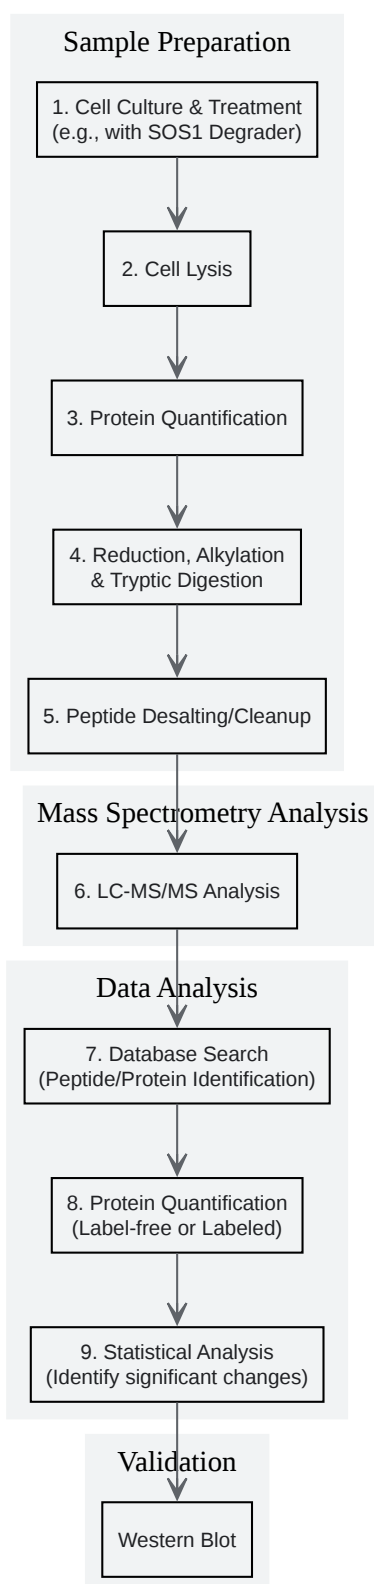 Sample Preparation
1. Cell Culture & Treatment
(e.g., with SOS1 Degrader)
2. Cell Lysis
3. Protein Quantification
4. Reduction, Alkylation
& Tryptic Digestion
5. Peptide Desalting/Cleanup
Mass Spectrometry Analysis
6. LC-MS/MS Analysis
Data Analysis
7. Database Search
(Peptide/Protein Identification)
8. Protein Quantification
(Label-free or Labeled)
9. Statistical Analysis
(Identify significant changes)
Validation
Western Blot